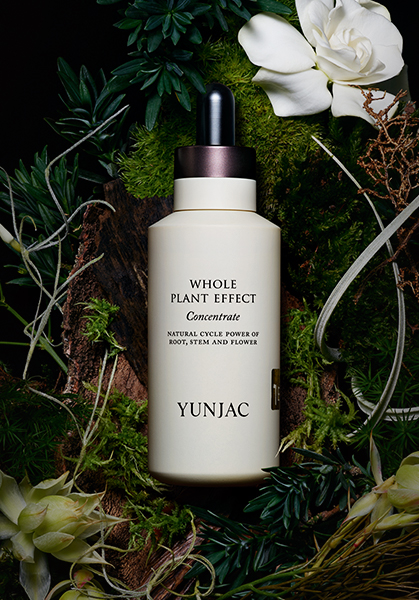 WHOLE
PLANT EFFECT
Concentrate
NATURAL CYCLE POWER OF
ROOT, STEM AND FLOWER
YUNJAC